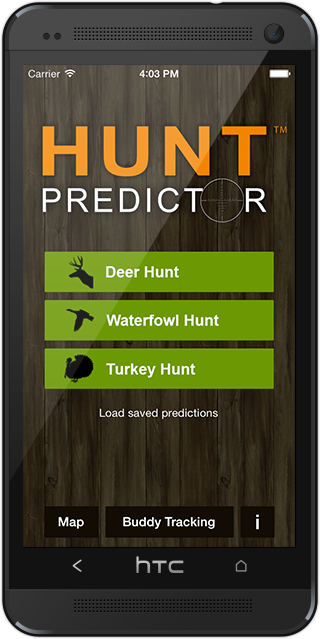 Carrier 4:03 PM
HUNT™
PREDICTOR
Deer Hunt
Waterfowl Hunt
Turkey Hunt
Load saved predictions
Map Buddy Tracking i
hTC